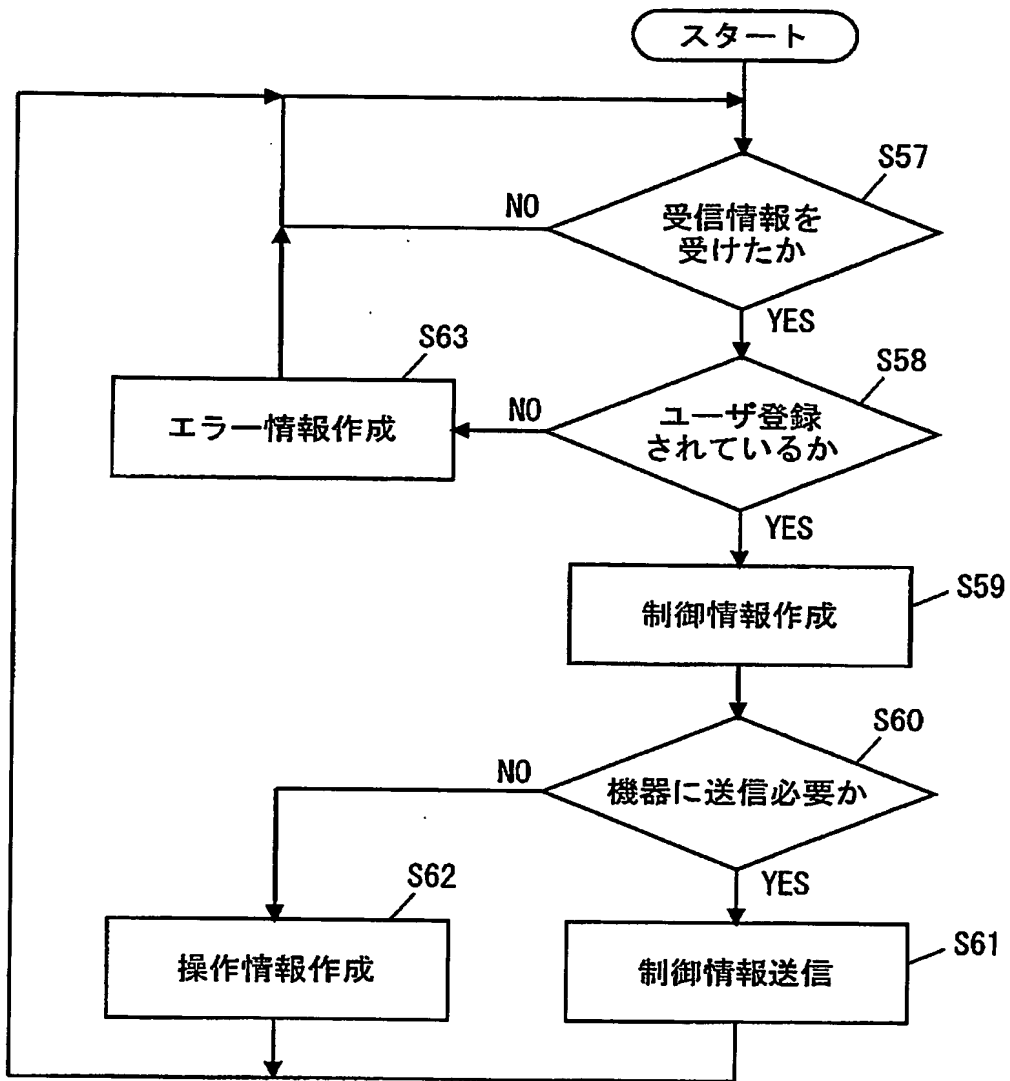 スタート
S57
受信情報を
受けたか
NO
YES
S58
ユーザ登録
されているか
NO
S63
エラー情報作成
YES
S59
制御情報作成
S60
機器に送信必要か
NO
S62
操作情報作成
YES
S61
制御情報送信